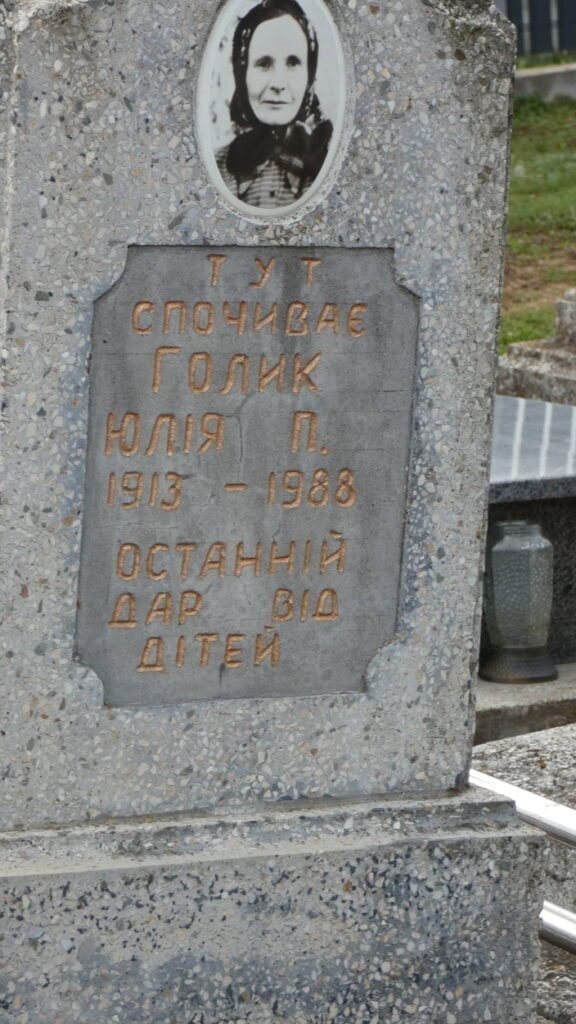 ТУТ
СПОЧИВАЄ
ГОЛИК
ЮЛІЯ П.
1913 - 1988
ОСТАННІЙ
ДАР ВІД
ДІТЕЙ